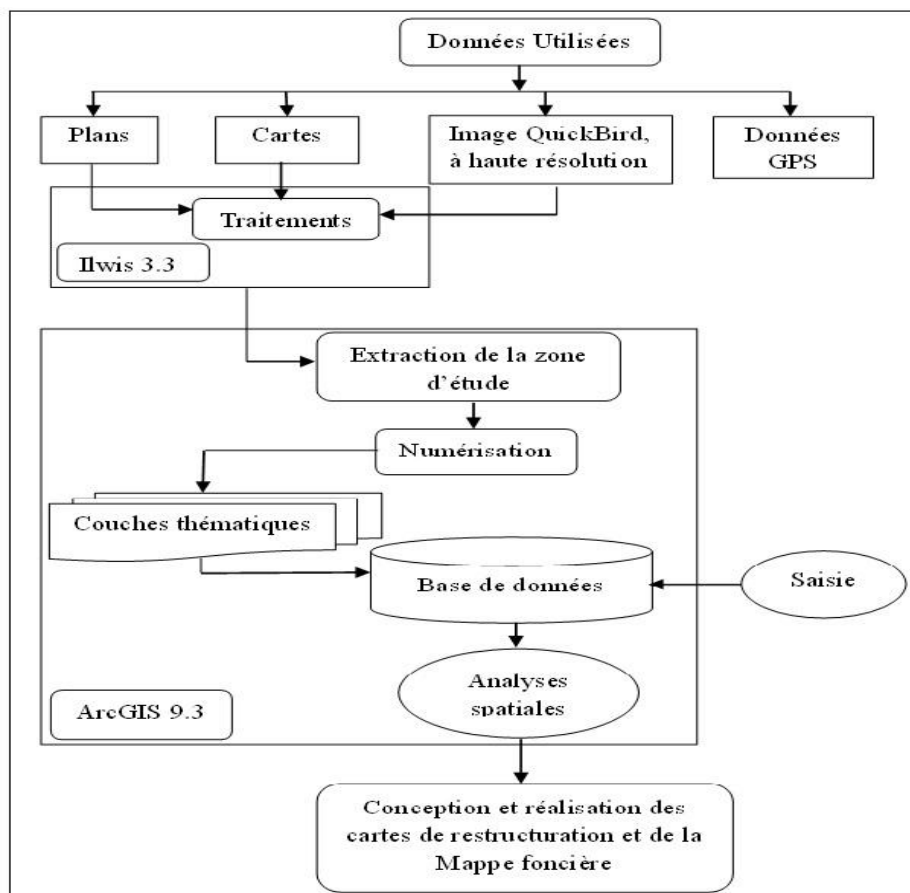 Données Utilisées
Plans
Cartes
Image QuickBird,
à haute résolution
Données
GPS
Traitements
Ilwis 3.3
Extraction de la zone
d'étude
Numérisation
Couches thématiques
Base de données
Saisie
Analyses
spatiales
ArcGIS 9.3
Conception et réalisation des
cartes de restructuration et de la
Mappe foncière